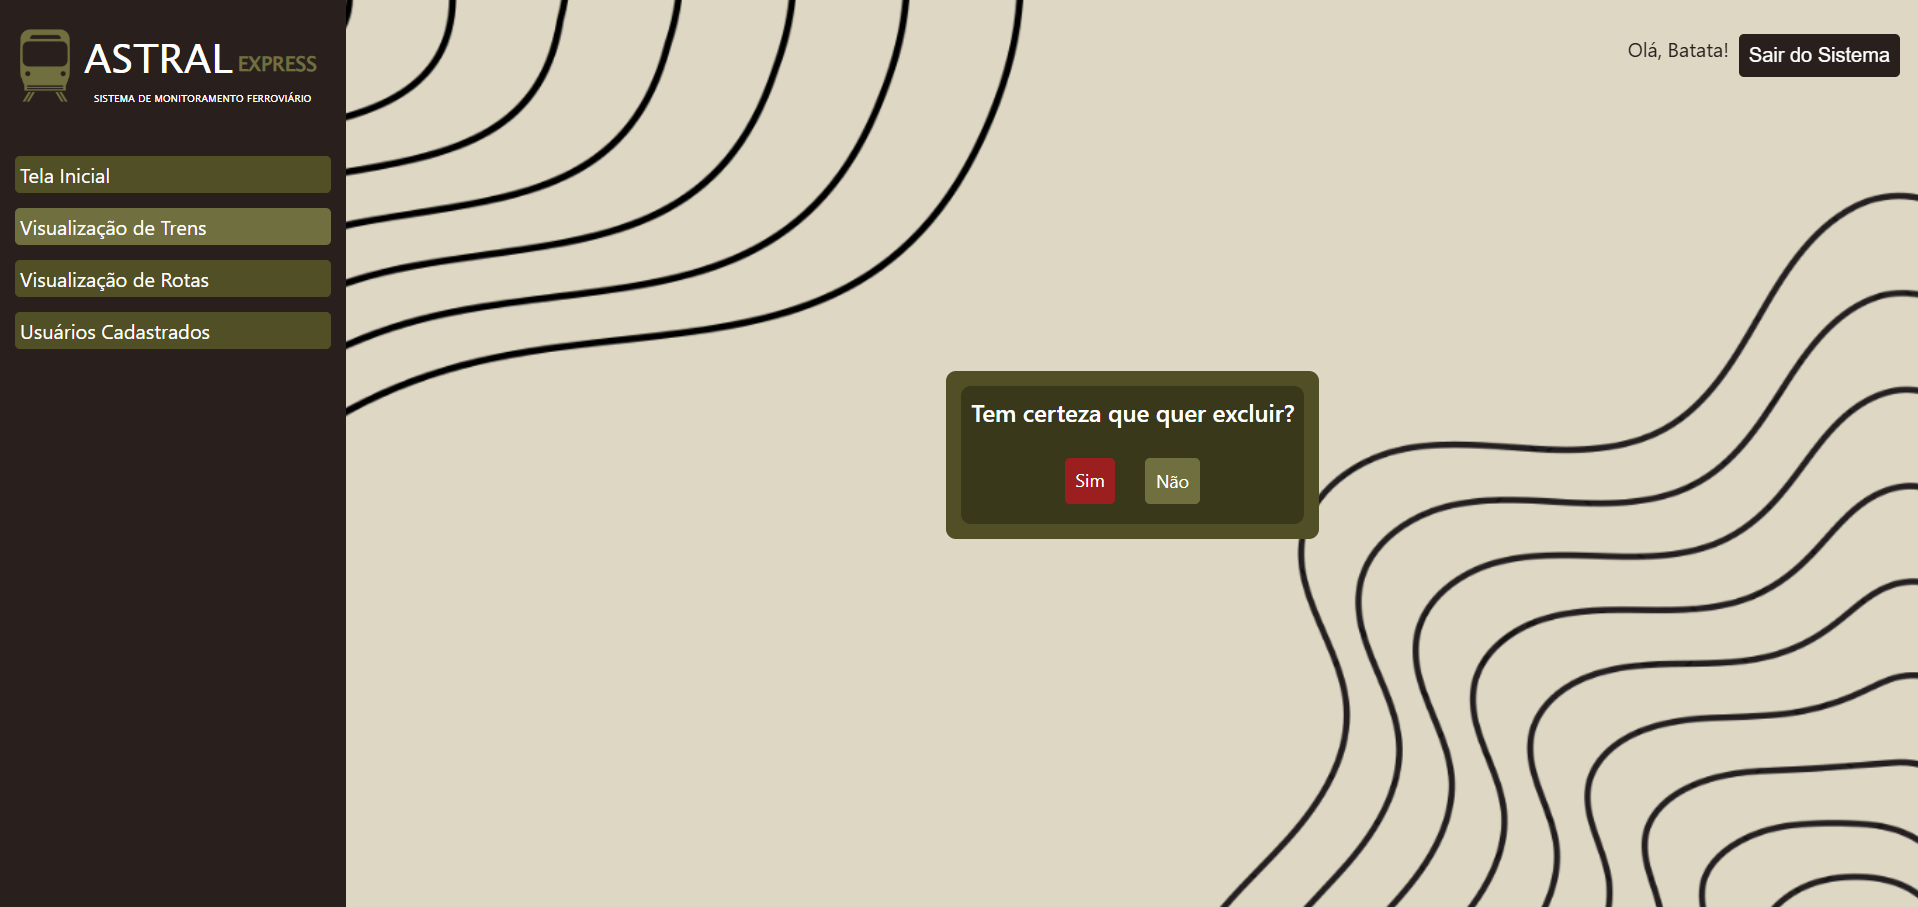 ASTRAL EXPRESS
SISTEMA DE MONITORAMENTO FERROVIÁRIO
Tela Inicial
Visualização de Trens
Visualização de Rotas
Usuários Cadastrados
Olá, Batata! Sair do Sistema
Tem certeza que quer excluir?
Sim Não